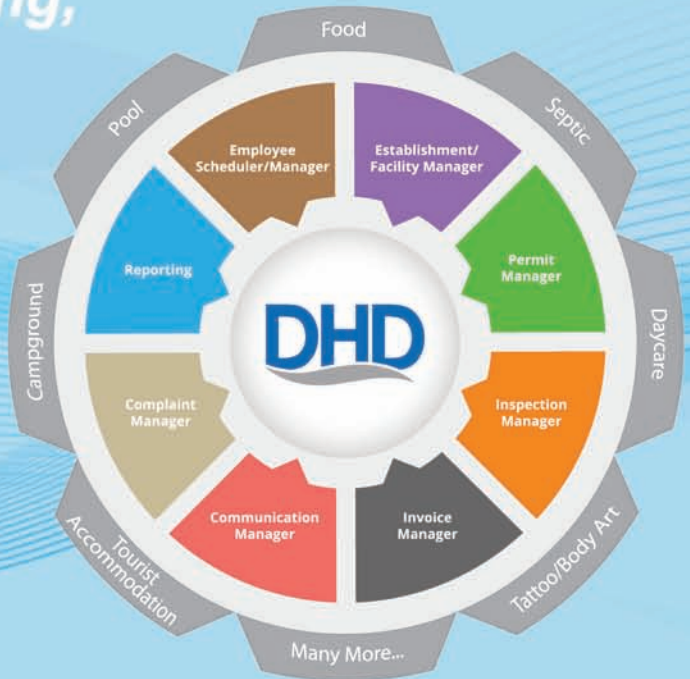 Food
Septic
Daycare
Tattoo/Body Art
Many More...
Tourist
Accommodation
Campground
Pool
Employee
Scheduler/Manager
Establishment/
Facility Manager
Permit
Manager
Inspection
Manager
Invoice
Manager
Communication
Manager
Complaint
Manager
Reporting
DHD